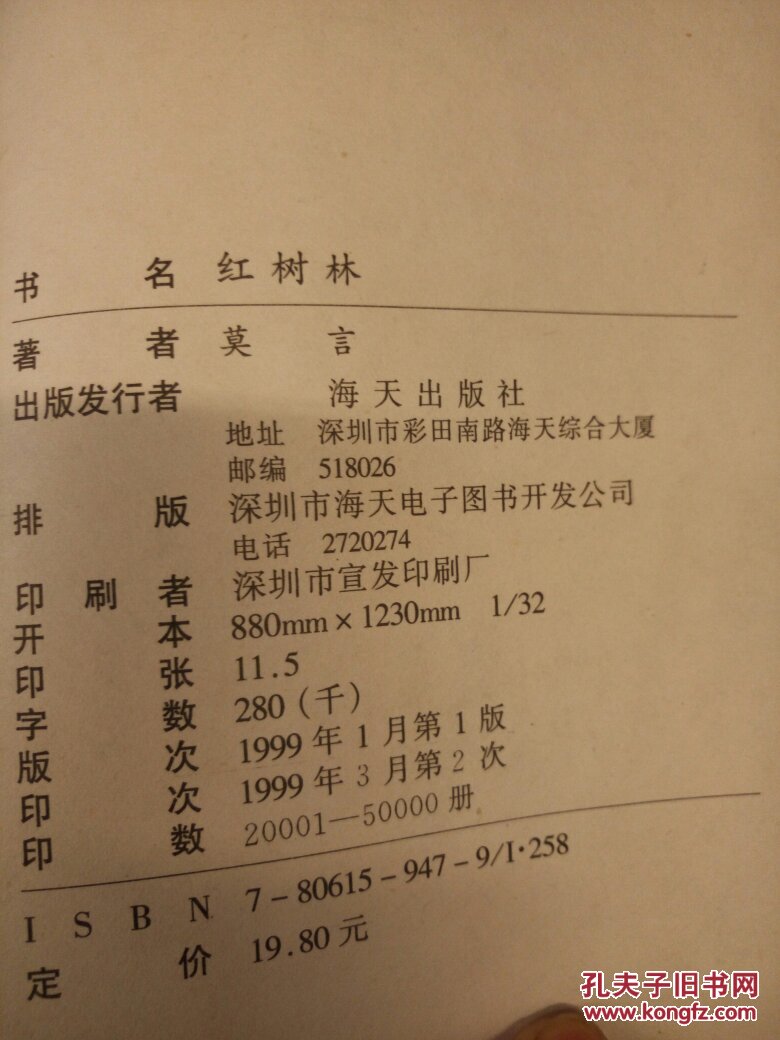 书 名 红树林
著 者 莫 言
出版发行者 海天出版社
地址 深圳市彩田南路海天综合大厦
邮编 518026
排 版 深圳市海天电子图书开发公司
电话 2720274
印 刷 者 深圳市宣发印刷厂
开 本 880mm×1230mm 1/32
印 张 11.5
字 数 280(千)
版 次 1999年1月第1版
印 次 1999年3月第2次
印 数 20001—50000册
I S B N 7-80615-947-9/I·258
定 价 19.80元
孔夫子旧书网
www.kongfz.com